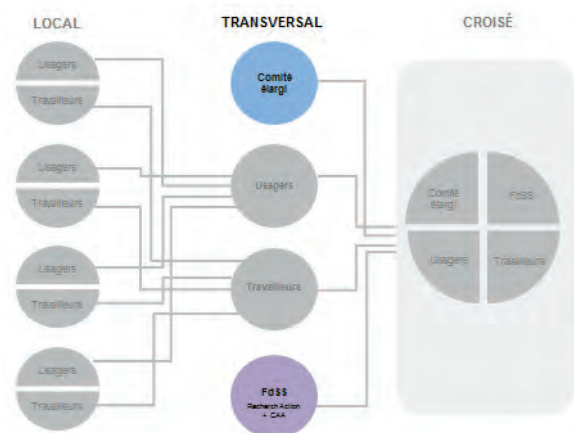 LOCAL
TRANSVERSAL
CROISÉ
Usagers
Travailleurs
Usagers
Travailleurs
Usagers
Travailleurs
Usagers
Travailleurs
Comité
élargi
Usagers
Travailleurs
FdSS
Recherch Action
+ CAA
Comité
élargi
FdSS
Usagers
Travailleurs